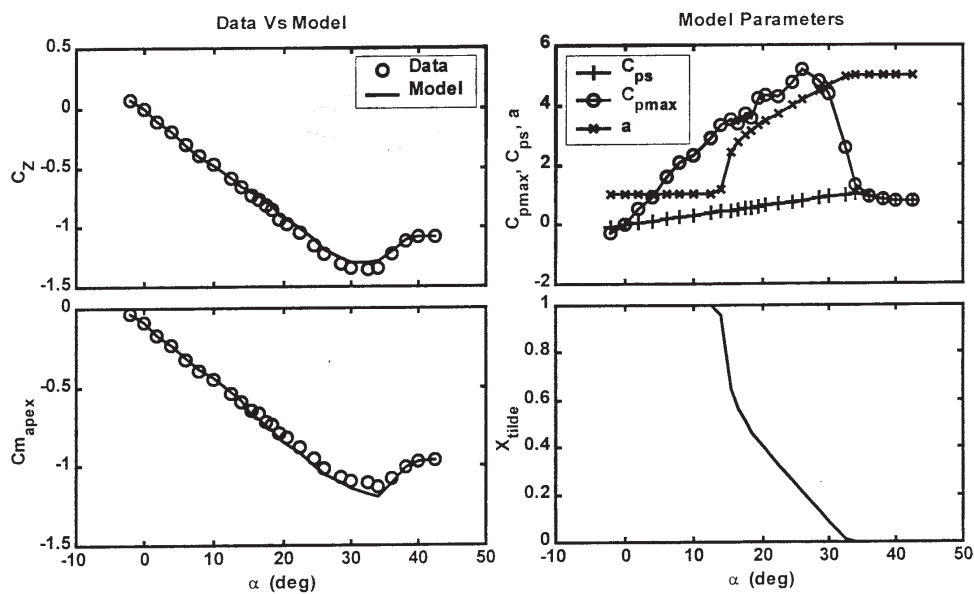 Data Vs Model
Model Parameters
0.5
0
-0.5
-1
-1.5
C_Z
Data
Model
6
4
2
0
-2
C_pmax, C_ps, a
C_ps
C_pmax
a
0
-0.5
-1
-1.5
Cm_apex
-10 0 10 20 30 40 50
α (deg)
1
0.8
0.6
0.4
0.2
0
X_tilde
-10 0 10 20 30 40 50
α (deg)